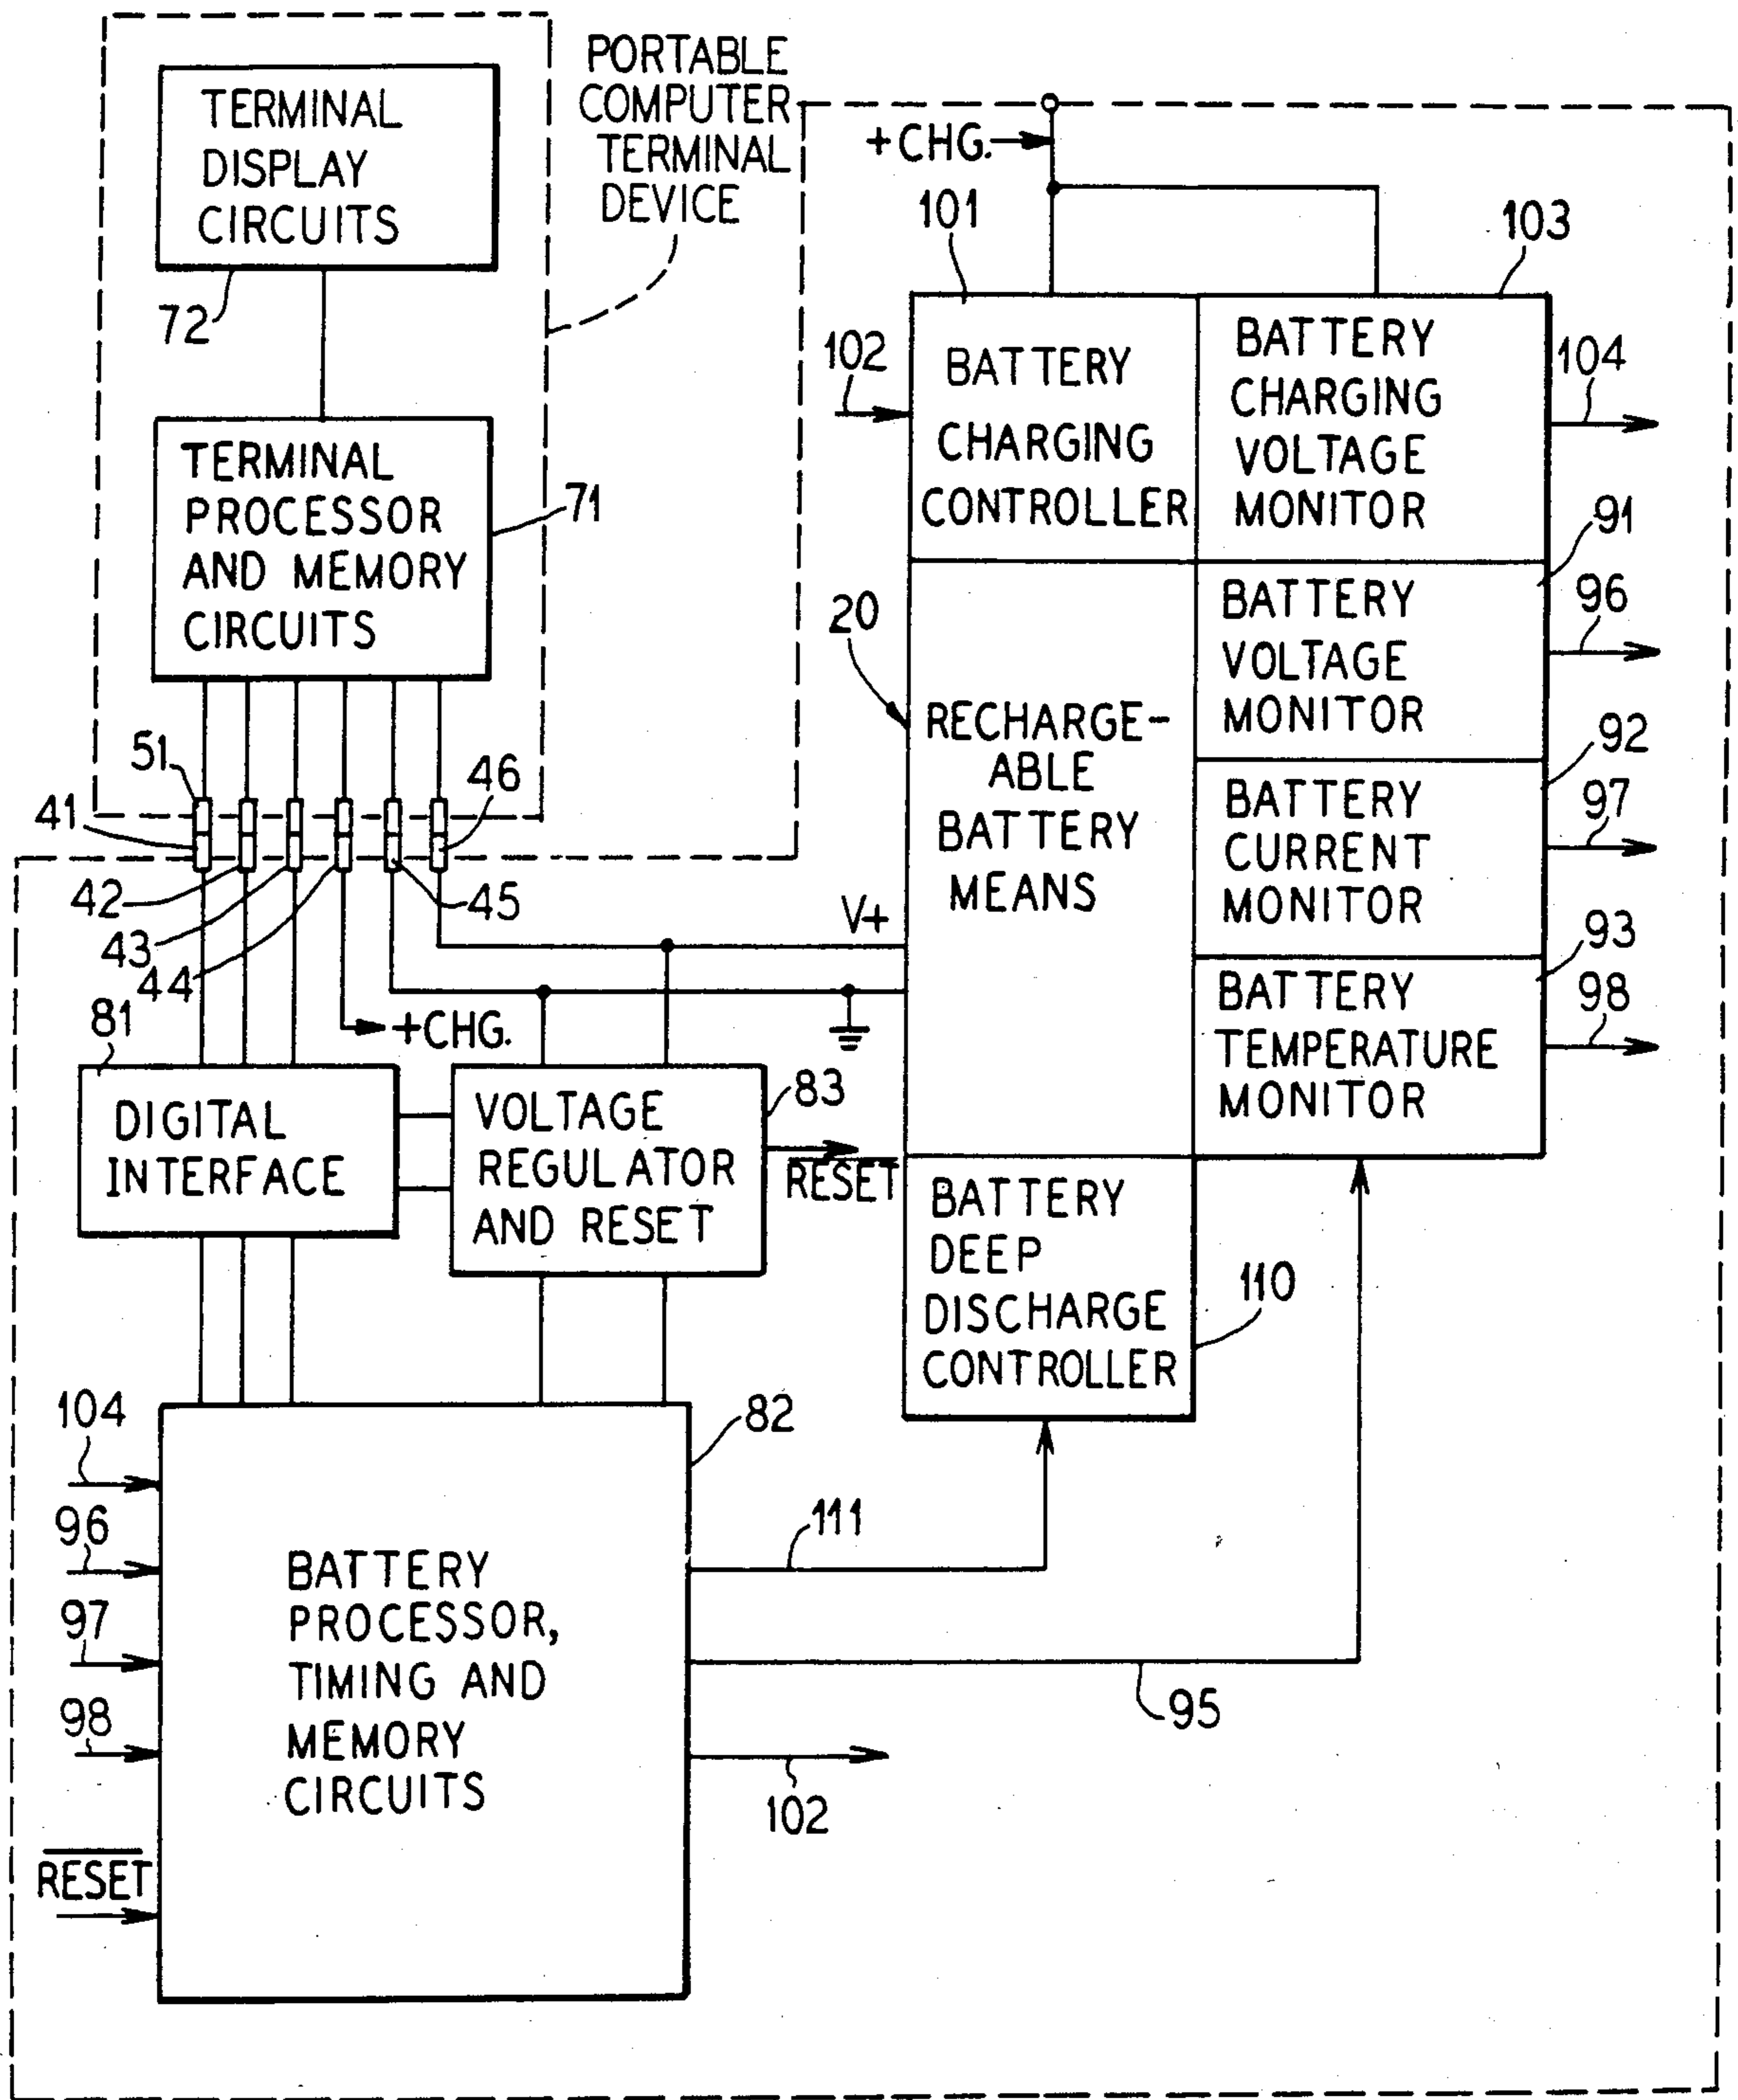 PORTABLE
COMPUTER
TERMINAL
DEVICE
TERMINAL
DISPLAY
CIRCUITS
72
TERMINAL
PROCESSOR
AND MEMORY
CIRCUITS
71
51
41
42
43
44
45
46
+CHG.
V+
+CHG.
101
102
BATTERY
CHARGING
CONTROLLER
103
BATTERY
CHARGING
VOLTAGE
MONITOR
104
91
BATTERY
VOLTAGE
MONITOR
96
20
RECHARGE-
ABLE
BATTERY
MEANS
92
BATTERY
CURRENT
MONITOR
97
93
BATTERY
TEMPERATURE
MONITOR
98
81
DIGITAL
INTERFACE
VOLTAGE
REGULATOR
AND RESET
83
RESET
BATTERY
DEEP
DISCHARGE
CONTROLLER
110
104
96
97
98
RESET
82
BATTERY
PROCESSOR,
TIMING AND
MEMORY
CIRCUITS
111
95
102